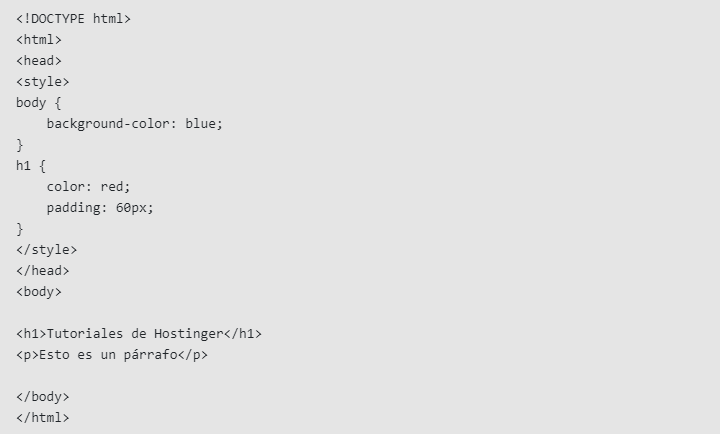 <!DOCTYPE html>
<html>
<head>
<style>
body {
    background-color: blue;
}
h1 {
    color: red;
    padding: 60px;
}
</style>
</head>
<body>

<h1>Tutoriales de Hostinger</h1>
<p>Esto es un párrafo</p>

</body>
</html>